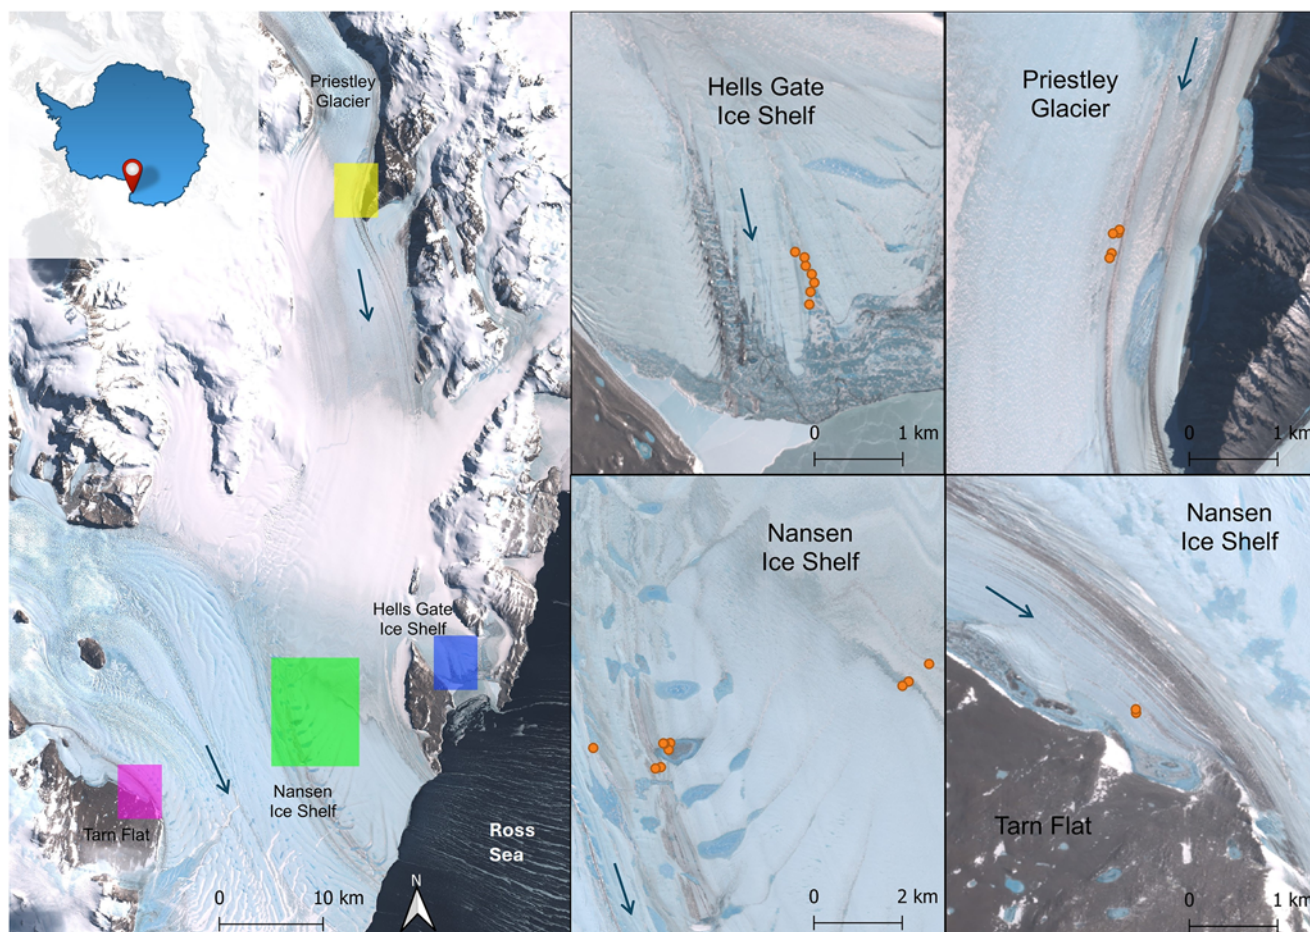 Priestley
Glacier
Hells Gate
Ice Shelf
Nansen
Ice Shelf
Tarn Flat
Ross
Sea
0 10 km
N
Hells Gate
Ice Shelf
0 1 km
Priestley
Glacier
0 1 km
Nansen
Ice Shelf
0 2 km
Nansen
Ice Shelf
Tarn Flat
0 1 km